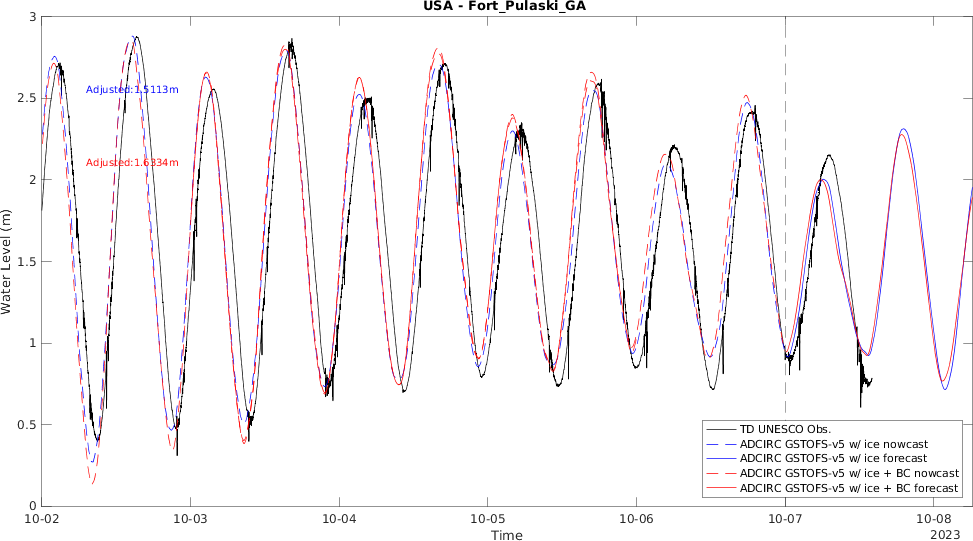 USA - Fort_Pulaski_GA
3
2.5
2
1.5
1
0.5
0
Water Level (m)
Adjusted:1.5113m
Adjusted:1.6334m
TD UNESCO Obs.
ADCIRC GSTOFS-v5 w/ ice nowcast
ADCIRC GSTOFS-v5 w/ ice forecast
ADCIRC GSTOFS-v5 w/ ice + BC nowcast
ADCIRC GSTOFS-v5 w/ ice + BC forecast
10-02 10-03 10-04 10-05 10-06 10-07 10-08
Time 2023